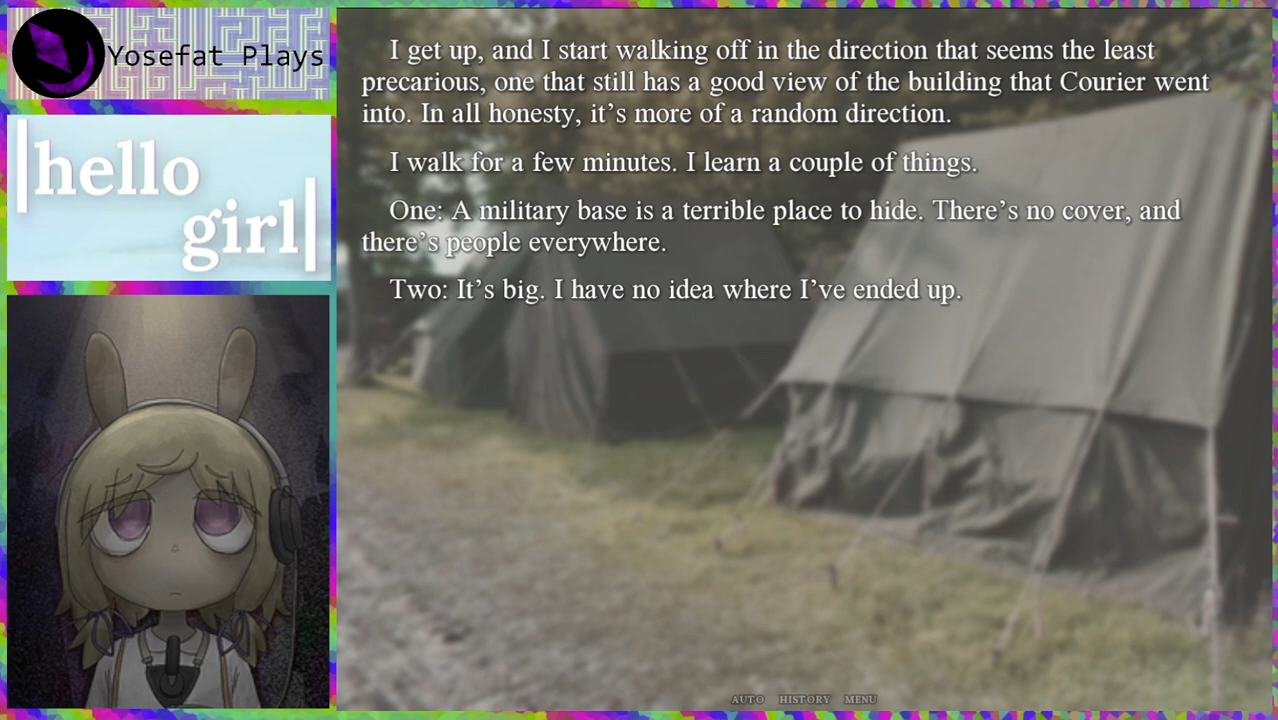 Yosefat Plays
|hello
girl|
I get up, and I start walking off in the direction that seems the least
precarious, one that still has a good view of the building that Courier went
into. In all honesty, it’s more of a random direction.
I walk for a few minutes. I learn a couple of things.
One: A military base is a terrible place to hide. There’s no cover, and
there’s people everywhere.
Two: It’s big. I have no idea where I’ve ended up.
AUTO HISTORY MENU